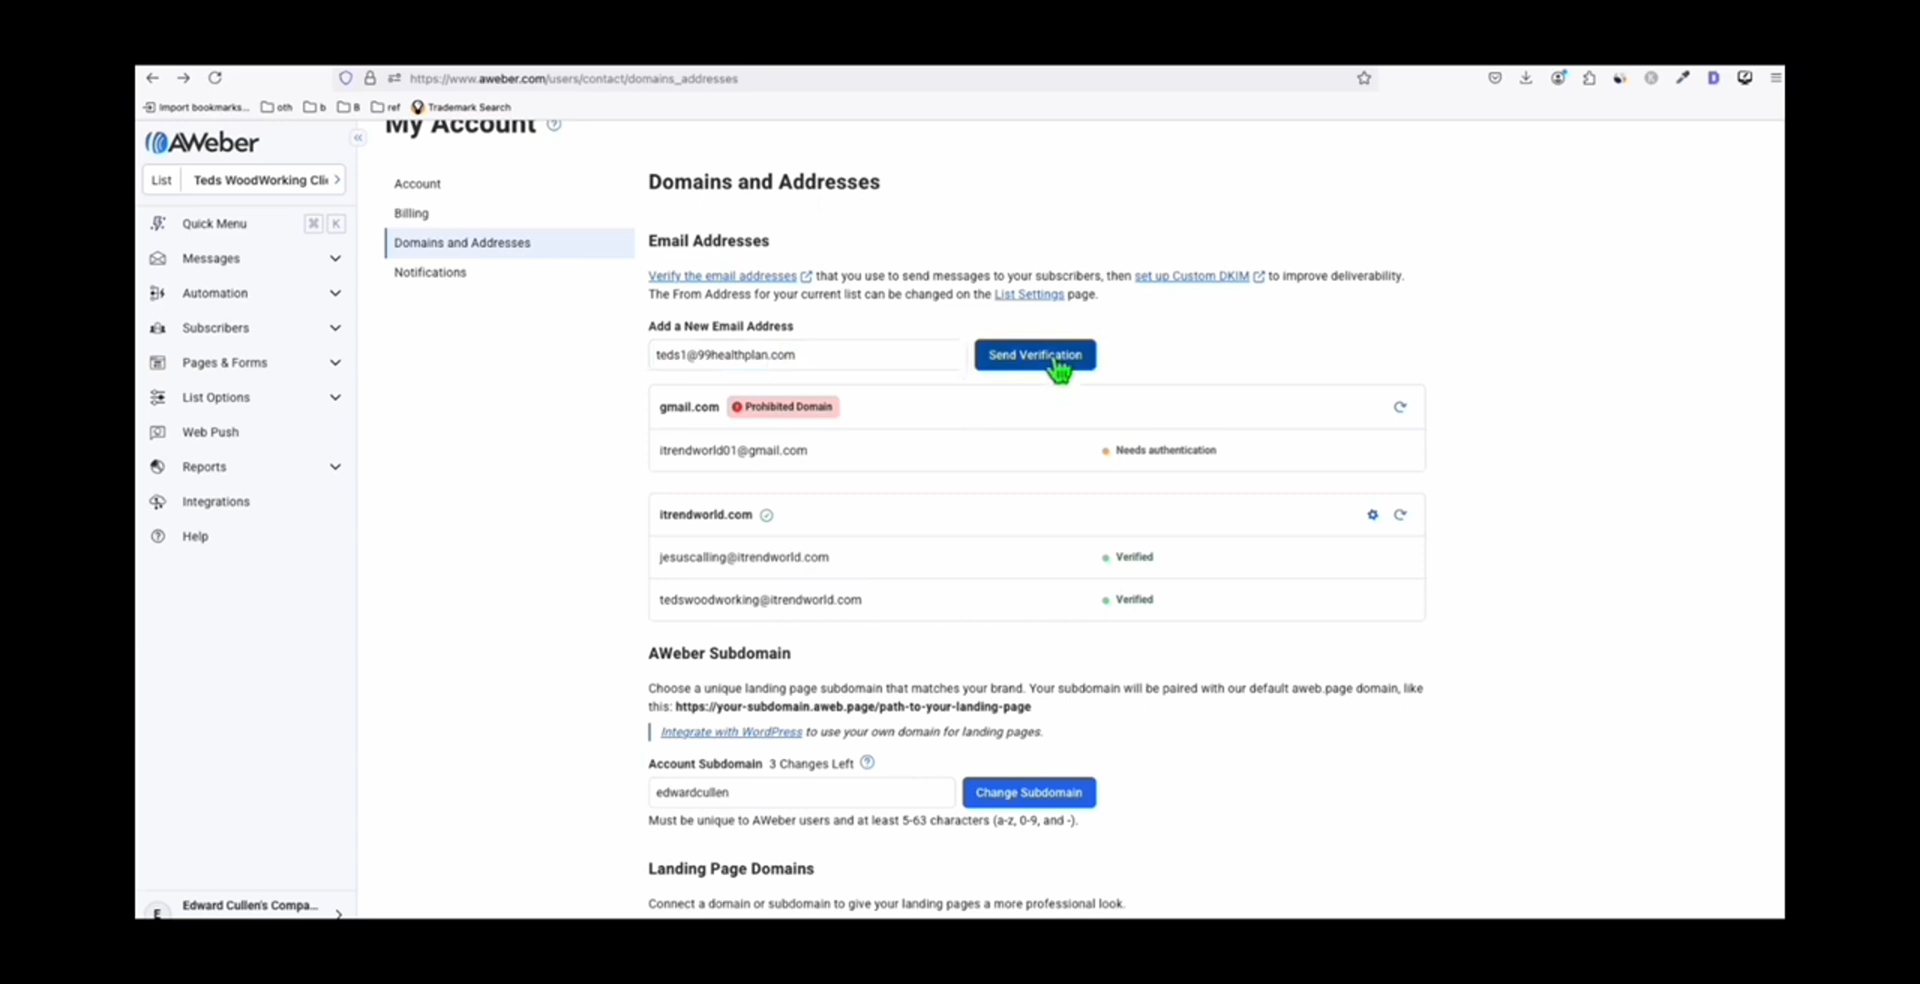 https://www.aweber.com/users/contact/domains_addresses
Import bookmarks... oth b B ref Trademark Search
AWeber
List Teds WoodWorking Cli
Quick Menu ⌘ K
Messages
Automation
Subscribers
Pages & Forms
List Options
Web Push
Reports
Integrations
Help
E Edward Cullen's Compa...
My Account
Account
Billing
Domains and Addresses
Notifications
Domains and Addresses
Email Addresses
Verify the email addresses that you use to send messages to your subscribers, then set up Custom DKIM to improve deliverability.
The From Address for your current list can be changed on the List Settings page.
Add a New Email Address
teds1@99healthplan.com Send Verification
gmail.com Prohibited Domain
itrendworld01@gmail.com Needs authentication
itrendworld.com
jesuscalling@itrendworld.com Verified
tedswoodworking@itrendworld.com Verified
AWeber Subdomain
Choose a unique landing page subdomain that matches your brand. Your subdomain will be paired with our default aweb.page domain, like
this: https://your-subdomain.aweb.page/path-to-your-landing-page
Integrate with WordPress to use your own domain for landing pages.
Account Subdomain 3 Changes Left
edwardcullen Change Subdomain
Must be unique to AWeber users and at least 5-63 characters (a-z, 0-9, and -).
Landing Page Domains
Connect a domain or subdomain to give your landing pages a more professional look.